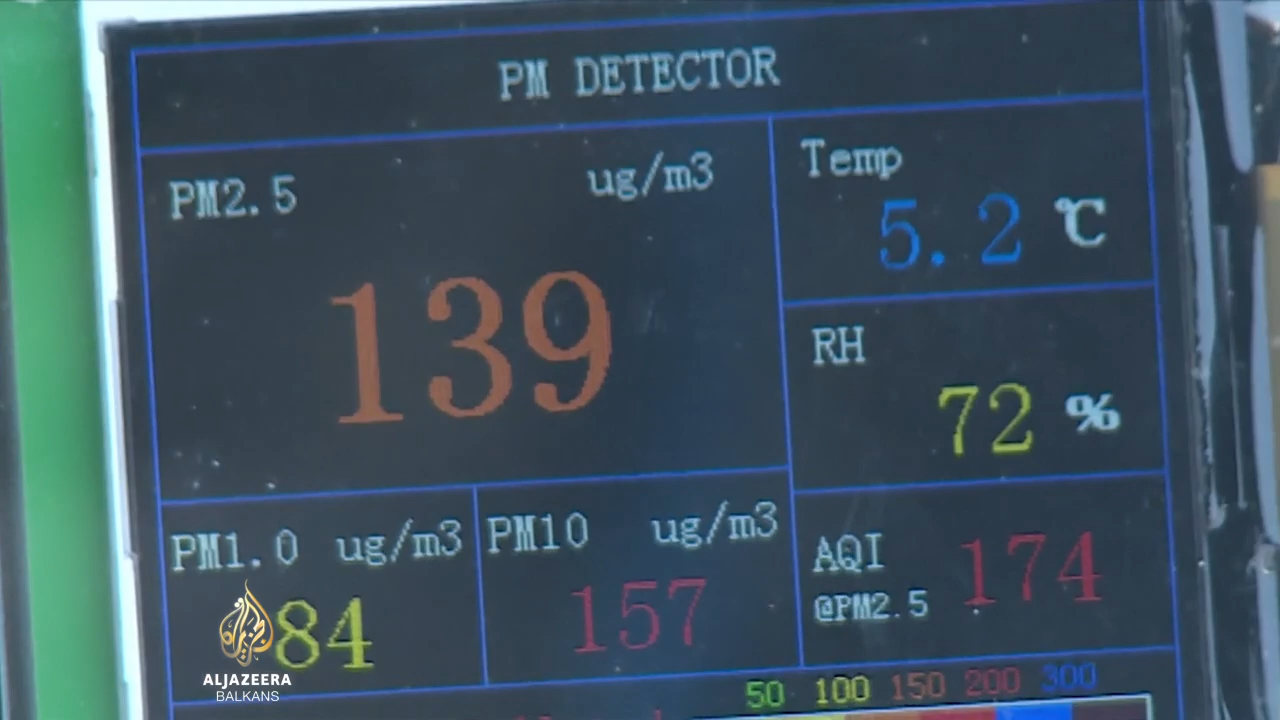 PM DETECTOR
PM2.5 ug/m3
139
Temp
5.2 ℃
RH
72 %
PM1.0 ug/m3
84
PM10 ug/m3
157
AQI
@PM2.5
174
50 100 150 200 300
ALJAZEERA
BALKANS